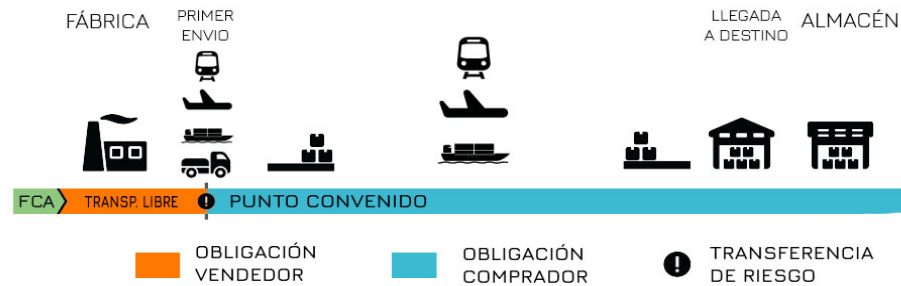 FÁBRICA
PRIMER
ENVIO
LLEGADA
A DESTINO
ALMACÉN
FCA
TRANSP. LIBRE
PUNTO CONVENIDO
OBLIGACIÓN
VENDEDOR
OBLIGACIÓN
COMPRADOR
TRANSFERENCIA
DE RIESGO